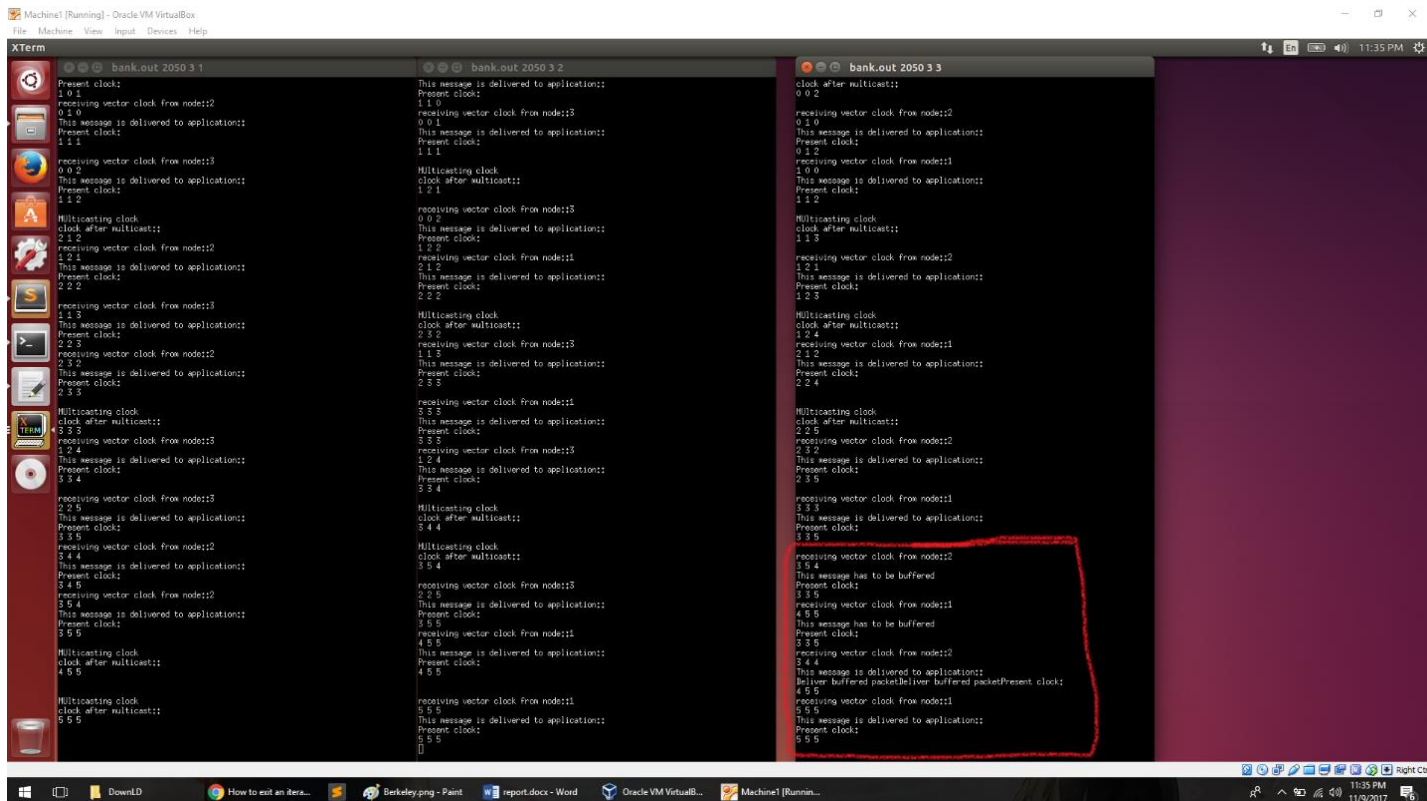 Machine1 [Running] - Oracle VM VirtualBox
File Machine View Input Devices Help
XTerm
En
11:35 PM
bank.out 2050 3 1
Present clock:
1 0 1
receiving vector clock from node::2
0 1 0
This message is delivered to application::
Present clock:
1 1 1
receiving vector clock from node::3
0 0 2
This message is delivered to application::
Present clock:
1 1 2
MUlticasting clock
clock after multicast::
2 1 2
receiving vector clock from node::2
1 2 1
This message is delivered to application::
Present clock:
2 2 2
receiving vector clock from node::3
1 1 3
This message is delivered to application::
Present clock:
2 2 3
receiving vector clock from node::2
2 3 2
This message is delivered to application::
Present clock:
2 3 3
MUlticasting clock
clock after multicast::
3 3 3
receiving vector clock from node::3
1 2 4
This message is delivered to application::
Present clock:
3 3 4
receiving vector clock from node::3
2 2 5
This message is delivered to application::
Present clock:
3 3 5
receiving vector clock from node::2
3 4 4
This message is delivered to application::
Present clock:
3 4 5
receiving vector clock from node::2
3 5 4
This message is delivered to application::
Present clock:
3 5 5
MUlticasting clock
clock after multicast::
4 5 5
MUlticasting clock
clock after multicast::
5 5 5
bank.out 2050 3 2
This message is delivered to application::
Present clock:
1 1 0
receiving vector clock from node::3
0 0 1
This message is delivered to application::
Present clock:
1 1 1
MUlticasting clock
clock after multicast::
1 2 1
receiving vector clock from node::3
0 0 2
This message is delivered to application::
Present clock:
1 2 2
receiving vector clock from node::1
2 1 2
This message is delivered to application::
Present clock:
2 2 2
MUlticasting clock
clock after multicast::
2 3 2
receiving vector clock from node::3
1 1 3
This message is delivered to application::
Present clock:
2 3 3
receiving vector clock from node::1
3 3 3
This message is delivered to application::
Present clock:
3 3 3
receiving vector clock from node::3
1 2 4
This message is delivered to application::
Present clock:
3 3 4
MUlticasting clock
clock after multicast::
3 4 4
MUlticasting clock
clock after multicast::
3 5 4
receiving vector clock from node::3
2 2 5
This message is delivered to application::
Present clock:
3 5 5
receiving vector clock from node::1
4 5 5
This message is delivered to application::
Present clock:
4 5 5
receiving vector clock from node::1
5 5 5
This message is delivered to application::
Present clock:
5 5 5
bank.out 2050 3 3
clock after multicast::
0 0 2
receiving vector clock from node::2
0 1 0
This message is delivered to application::
Present clock:
0 1 2
receiving vector clock from node::1
1 0 0
This message is delivered to application::
Present clock:
1 1 2
MUlticasting clock
clock after multicast::
1 1 3
receiving vector clock from node::2
1 2 1
This message is delivered to application::
Present clock:
1 2 3
MUlticasting clock
clock after multicast::
1 2 4
receiving vector clock from node::1
2 1 2
This message is delivered to application::
Present clock:
2 2 4
MUlticasting clock
clock after multicast::
2 2 5
receiving vector clock from node::2
2 3 2
This message is delivered to application::
Present clock:
2 3 5
receiving vector clock from node::1
3 3 3
This message is delivered to application::
Present clock:
3 3 5
receiving vector clock from node::2
3 5 4
This message has to be buffered
Present clock:
3 3 5
receiving vector clock from node::1
4 5 5
This message has to be buffered
Present clock:
3 3 5
receiving vector clock from node::2
3 4 4
This message is delivered to application::
Deliver buffered packetDeliver buffered packetPresent clock:
4 5 5
receiving vector clock from node::1
5 5 5
This message is delivered to application::
Present clock:
5 5 5
X
TERM
Right Ct
DownLD
How to exit an itera...
Berkeley.png - Paint
report.docx - Word
Oracle VM VirtualB...
Machine1 [Runnin...
11:35 PM
11/9/2017